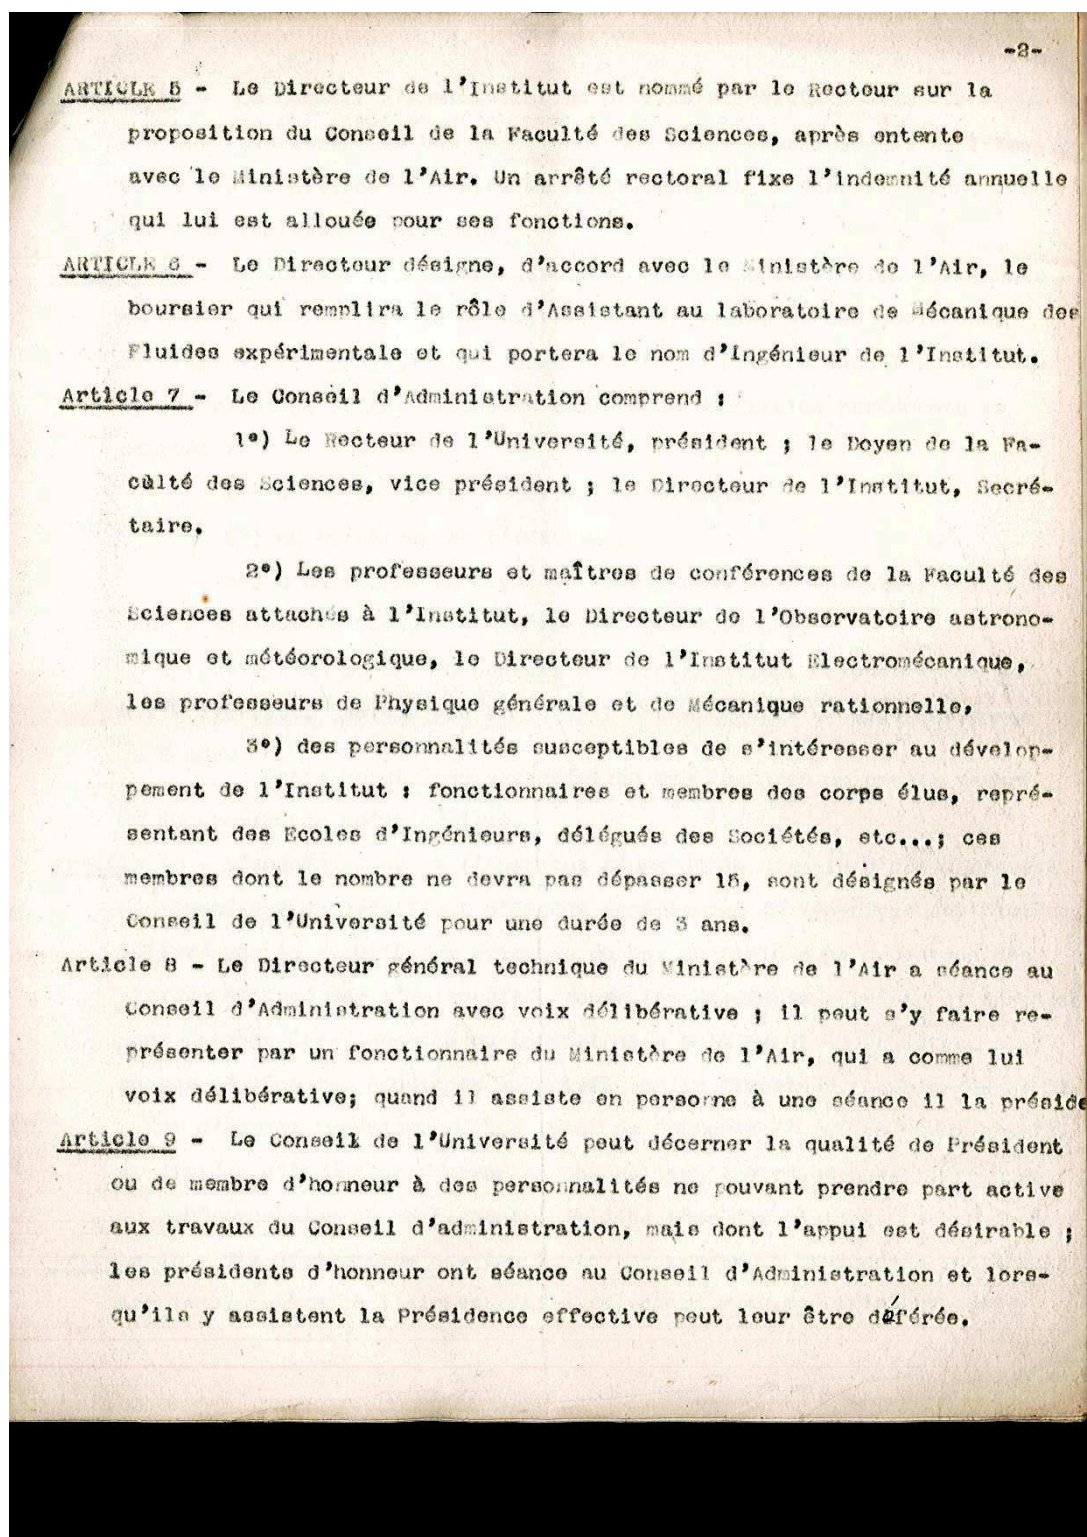 -2-
ARTICLE 5 - Le Directeur de l'Institut est nommé par le Recteur sur la
proposition du Conseil de la Faculté des Sciences, après entente
avec le Ministère de l'Air. Un arrêté rectoral fixe l'indemnité annuelle
qui lui est allouée pour ses fonctions.
ARTICLE 6 - Le Directeur désigne, d'accord avec le Ministère de l'Air, le
boursier qui remplira le rôle d'Assistant au laboratoire de Mécanique des
Fluides expérimentale et qui portera le nom d'Ingénieur de l'Institut.
Article 7 - Le Conseil d'Administration comprend :
1°) Le Recteur de l'Université, président ; le Doyen de la Fa-
culté des Sciences, vice président ; le Directeur de l'Institut, Secré-
taire.
2°) Les professeurs et maîtres de conférences de la Faculté des
Sciences attachés à l'Institut, le Directeur de l'Observatoire astrono-
mique et météorologique, le Directeur de l'Institut Electromécanique,
les professeurs de Physique générale et de Mécanique rationnelle,
3°) des personnalités susceptibles de s'intéresser au dévelop-
pement de l'Institut : fonctionnaires et membres des corps élus, repré-
sentant des Ecoles d'Ingénieurs, délégués des Sociétés, etc...; ces
membres dont le nombre ne devra pas dépasser 15, sont désignés par le
Conseil de l'Université pour une durée de 3 ans.
Article 8 - Le Directeur général technique du Ministère de l'Air a séance au
Conseil d'Administration avec voix délibérative ; il peut s'y faire re-
présenter par un fonctionnaire du Ministère de l'Air, qui a comme lui
voix délibérative; quand il assiste en personne à une séance il la préside
Article 9 - Le Conseil de l'Université peut décerner la qualité de Président
ou de membre d'honneur à des personnalités ne pouvant prendre part active
aux travaux du Conseil d'administration, mais dont l'appui est désirable ;
les présidents d'honneur ont séance au Conseil d'Administration et lors-
qu'ils y assistent la Présidence effective peut leur être déférée.